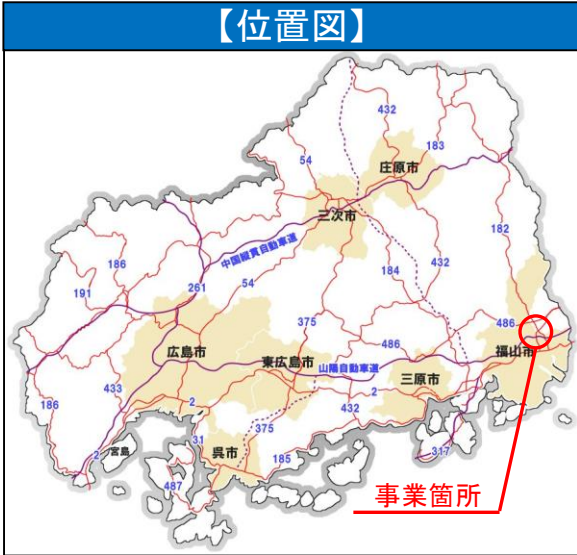 【位置図】
432
183
54
庄原市
三次市
182
中国縦貫自動車道
432
186
184
261
54
191
375
486
486
広島市
福山市
東広島市
山陽自動車道
433
三原市
186
2
2
432
31
375
呉市
2
宮島
185
317
487
事業箇所